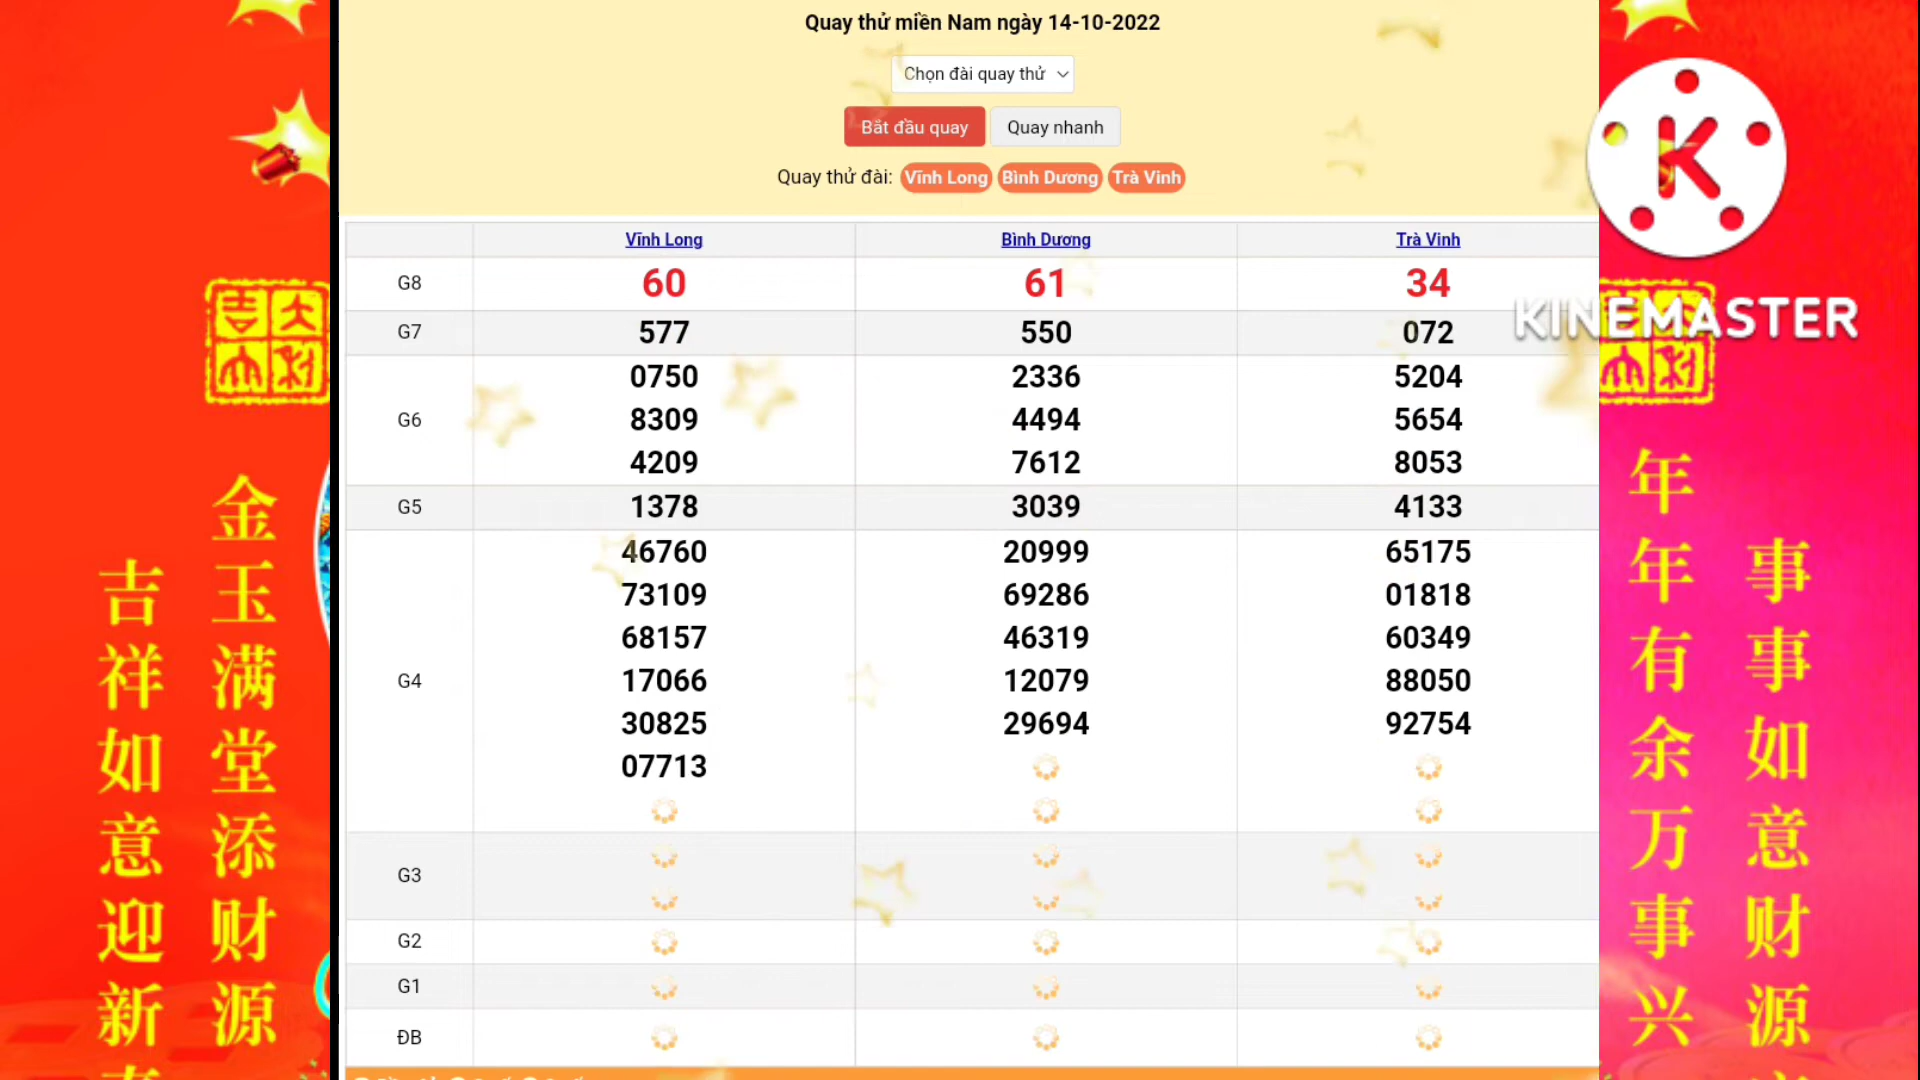 Quay thử miền Nam ngày 14-10-2022
Chọn đài quay thử
Bắt đầu quay Quay nhanh
Quay thử đài: Vĩnh Long Bình Dương Trà Vinh
Vĩnh Long Bình Dương Trà Vinh
G8 60 61 34
G7 577 550 072
G6
0750 2336 5204
8309 4494 5654
4209 7612 8053
G5 1378 3039 4133
G4
46760 20999 65175
73109 69286 01818
68157 46319 60349
17066 12079 88050
30825 29694 92754
07713
G3
G2
G1
ĐB
K
KINEMASTER
吉祥如意迎新
金玉满堂添财源
年年有余万事兴
事事如意财源